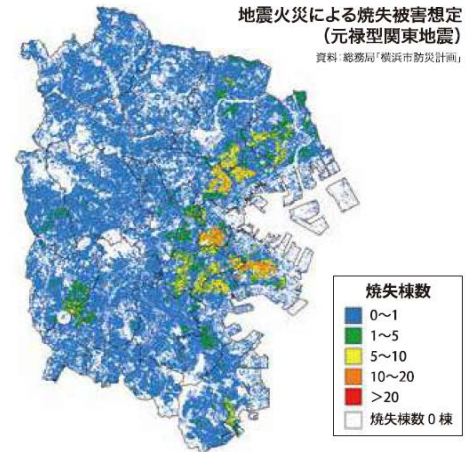 地震火災による焼失被害想定
（元禄型関東地震）
資料：総務局「横浜市防災計画」
焼失棟数
0〜1
1〜5
5〜10
10〜20
>20
焼失棟数 0 棟